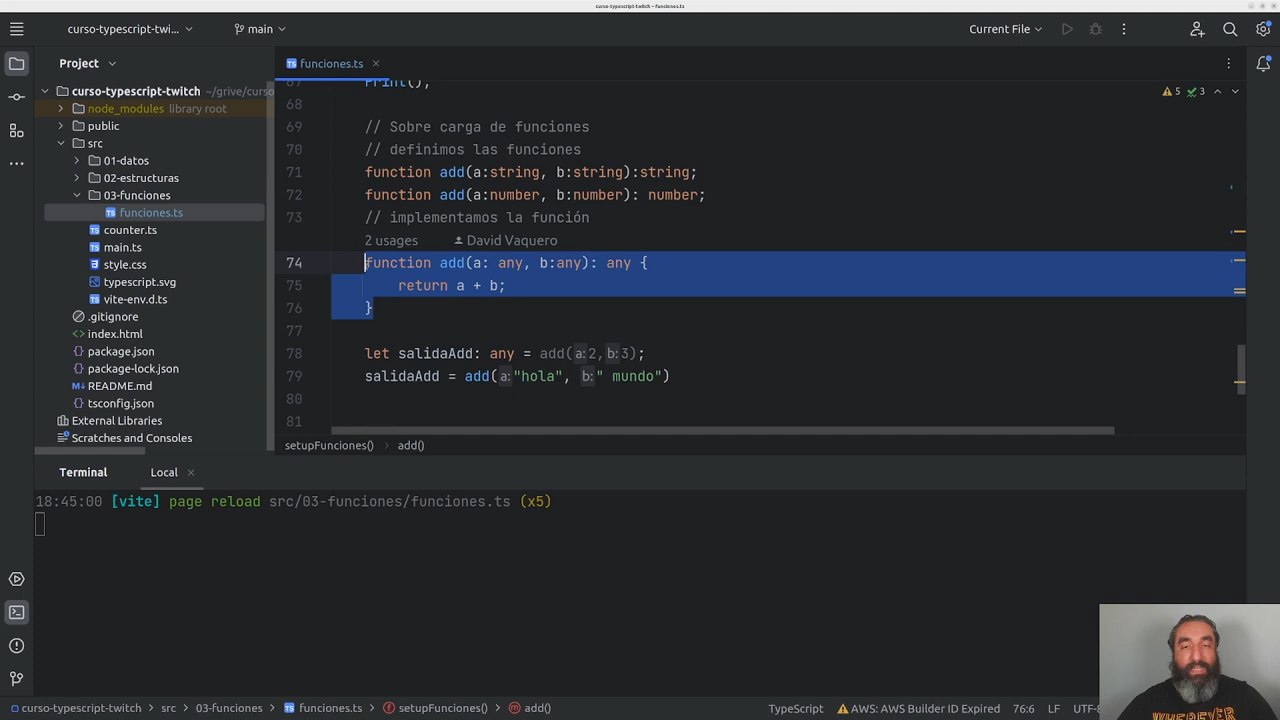 curso-typescript-twitch – funciones.ts
curso-typescript-twi...
main
Current File
Project
funciones.ts
curso-typescript-twitch ~/grive/curso
node_modules library root
public
src
01-datos
02-estructuras
03-funciones
funciones.ts
counter.ts
main.ts
style.css
typescript.svg
vite-env.d.ts
.gitignore
index.html
package.json
package-lock.json
README.md
tsconfig.json
External Libraries
Scratches and Consoles
5 3
67 Print();
68
69 // Sobre carga de funciones
70 // definimos las funciones
71 function add(a:string, b:string):string;
72 function add(a:number, b:number): number;
73 // implementamos la función
2 usages David Vaquero
74 function add(a: any, b:any): any {
75 return a + b;
76 }
77
78 let salidaAdd: any = add(a:2,b:3);
79 salidaAdd = add(a:"hola", b:" mundo")
80
81
setupFunciones() › add()
Terminal
Local
18:45:00 [vite] page reload src/03-funciones/funciones.ts (x5)
curso-typescript-twitch › src › 03-funciones › funciones.ts › setupFunciones() › add()
TypeScript
AWS: AWS Builder ID Expired
76:6
LF
UTF-8
WHEREVER